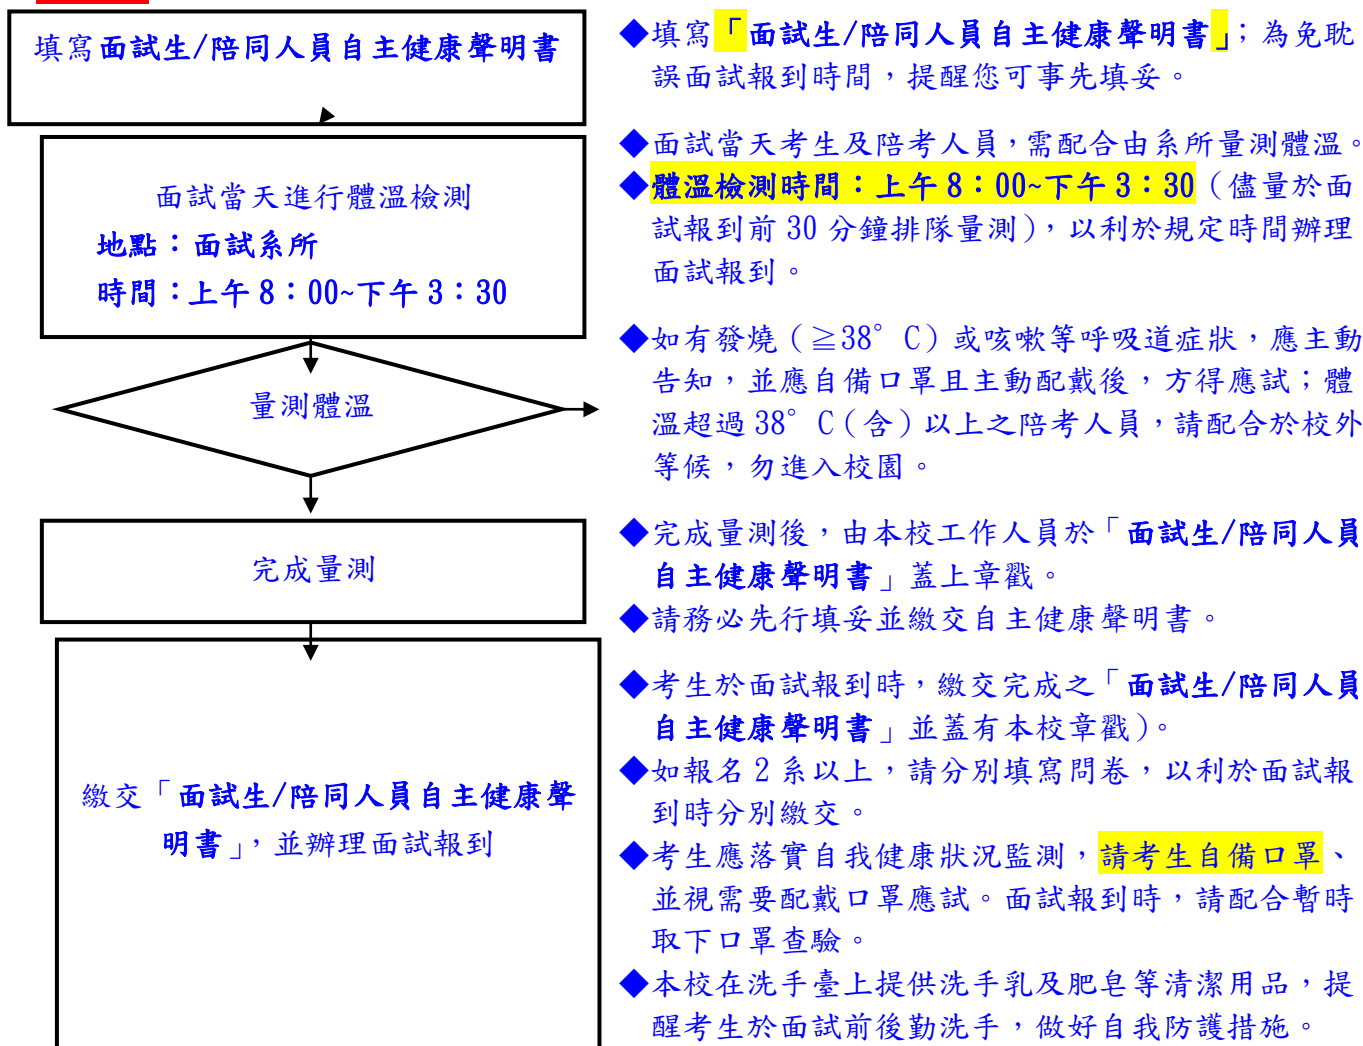 填寫面試生/陪同人員自主健康聲明書
面試當天進行體溫檢測
地點：面試系所
時間：上午 8：00~下午 3：30
量測體溫
完成量測
繳交「面試生/陪同人員自主健康聲
明書」，並辦理面試報到
◆填寫「面試生/陪同人員自主健康聲明書」；為免耽
誤面試報到時間，提醒您可事先填妥。
◆面試當天考生及陪考人員，需配合由系所量測體溫。
◆體溫檢測時間：上午 8：00~下午 3：30（儘量於面
試報到前 30 分鐘排隊量測），以利於規定時間辦理
面試報到。
◆如有發燒（≧38°C）或咳嗽等呼吸道症狀，應主動
告知，並應自備口罩且主動配戴後，方得應試；體
溫超過 38°C（含）以上之陪考人員，請配合於校外
等候，勿進入校園。
◆完成量測後，由本校工作人員於「面試生/陪同人員
自主健康聲明書」蓋上章戳。
◆請務必先行填妥並繳交自主健康聲明書。
◆考生於面試報到時，繳交完成之「面試生/陪同人員
自主健康聲明書」並蓋有本校章戳）。
◆如報名 2 系以上，請分別填寫問卷，以利於面試報
到時分別繳交。
◆考生應落實自我健康狀況監測，請考生自備口罩、
並視需要配戴口罩應試。面試報到時，請配合暫時
取下口罩查驗。
◆本校在洗手臺上提供洗手乳及肥皂等清潔用品，提
醒考生於面試前後勤洗手，做好自我防護措施。